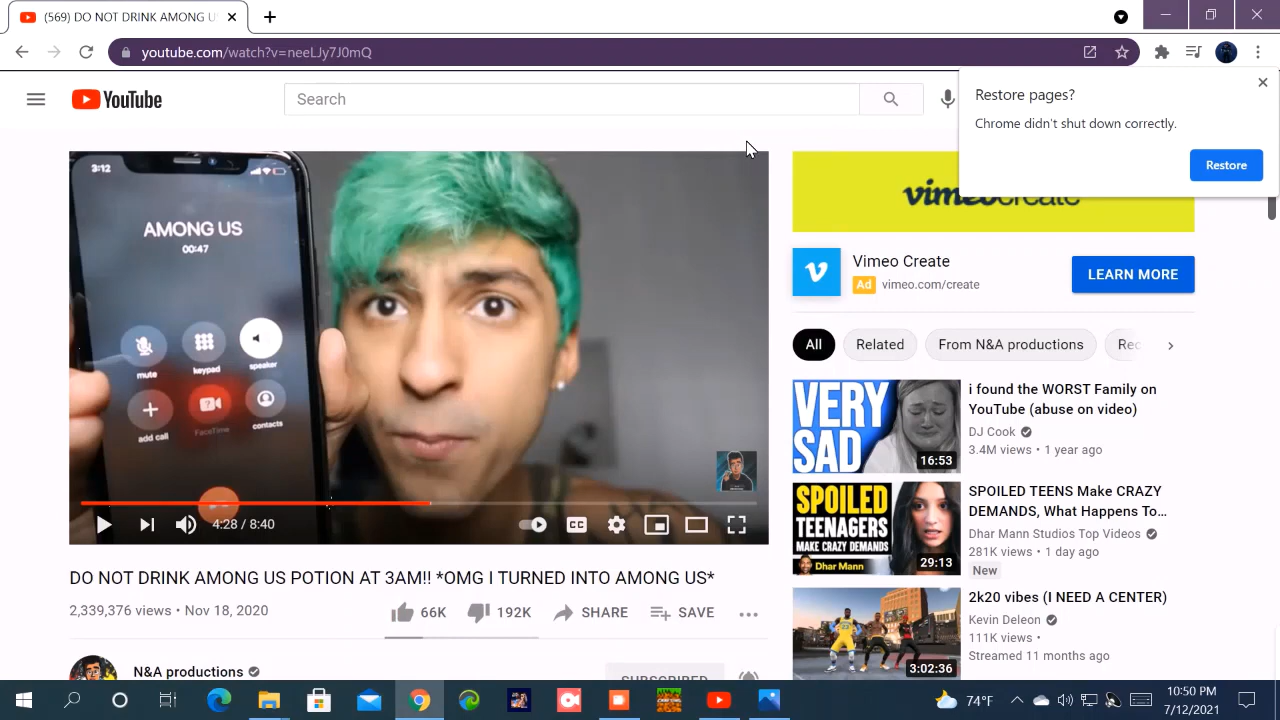 (569) DO NOT DRINK AMONG U
youtube.com/watch?v=neeLJy7J0mQ
YouTube
Search
Restore pages?
Chrome didn't shut down correctly.
Restore
3:12
AMONG US
00:47
mute
keypad
speaker
add call
FaceTime
contacts
CC
4:28 / 8:40
DO NOT DRINK AMONG US POTION AT 3AM!! *OMG I TURNED INTO AMONG US*
2,339,376 views • Nov 18, 2020
66K
192K
SHARE
SAVE
N&A productions
SUBSCRIBED
vimeo create
Vimeo Create
Ad vimeo.com/create
LEARN MORE
All
Related
From N&A productions
Rec
VERY
SAD
16:53
i found the WORST Family on
YouTube (abuse on video)
DJ Cook
3.4M views • 1 year ago
SPOILED
TEENAGERS
MAKE CRAZY DEMANDS
Dhar Mann
29:13
SPOILED TEENS Make CRAZY
DEMANDS, What Happens To...
Dhar Mann Studios Top Videos
281K views • 1 day ago
New
3:02:36
2k20 vibes (I NEED A CENTER)
Kevin Deleon
111K views •
Streamed 11 months ago
74°F
10:50 PM
7/12/2021